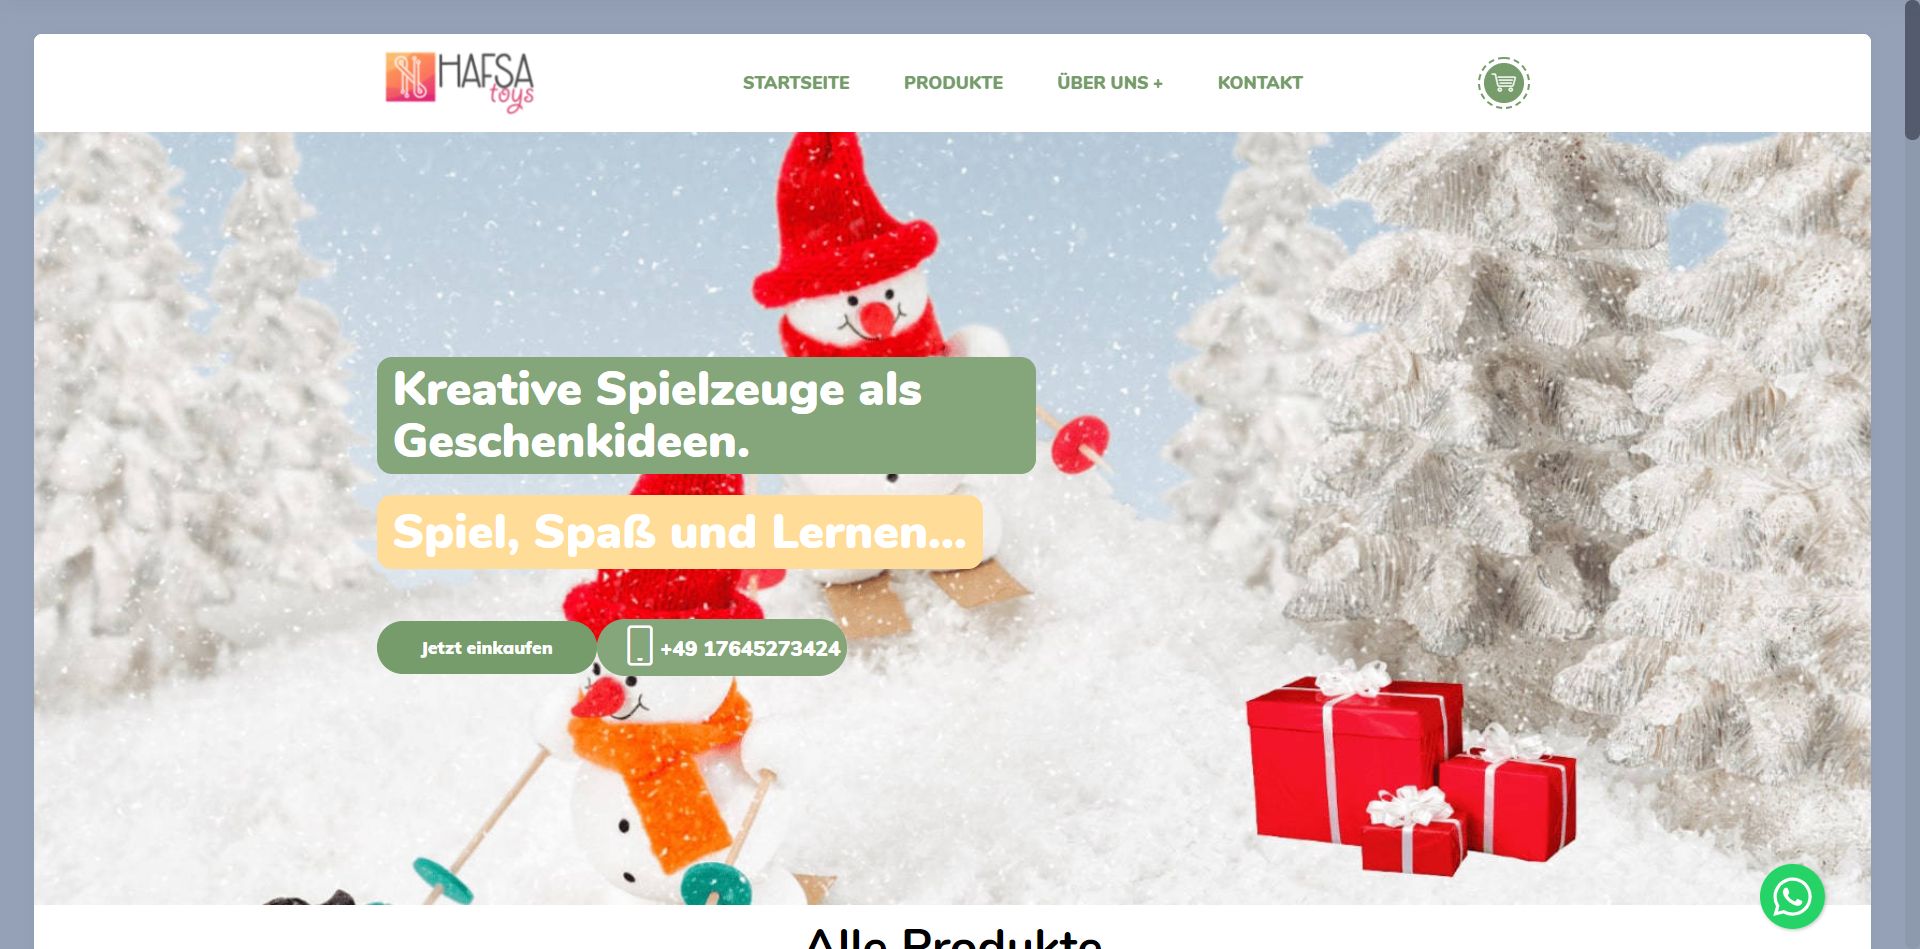 HAFSA
toys
STARTSEITE
PRODUKTE
ÜBER UNS +
KONTAKT
Kreative Spielzeuge als
Geschenkideen.
Spiel, Spaß und Lernen...
Jetzt einkaufen
+49 17645273424
Alle Produkte